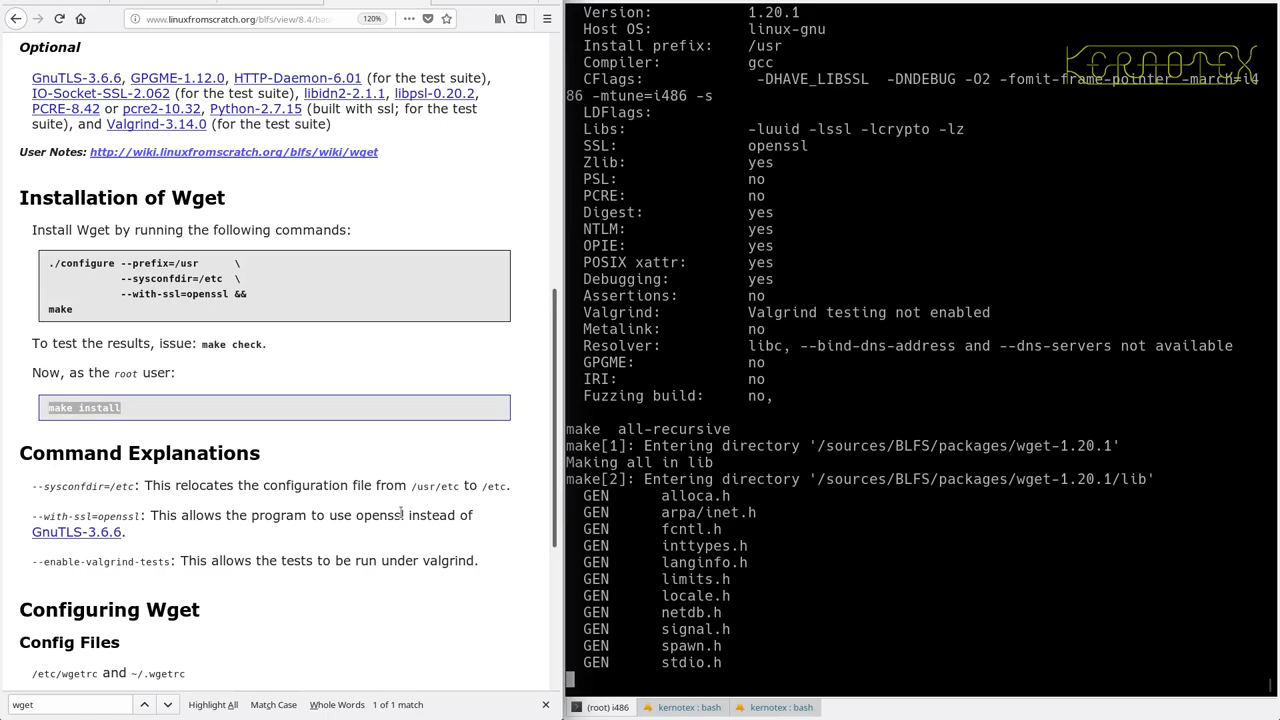 www.linuxfromscratch.org/blfs/view/8.4/bas
120%
Optional
GnuTLS-3.6.6, GPGME-1.12.0, HTTP-Daemon-6.01 (for the test suite),
IO-Socket-SSL-2.062 (for the test suite), libidn2-2.1.1, libpsl-0.20.2,
PCRE-8.42 or pcre2-10.32, Python-2.7.15 (built with ssl; for the test
suite), and Valgrind-3.14.0 (for the test suite)
User Notes: http://wiki.linuxfromscratch.org/blfs/wiki/wget
Installation of Wget
Install Wget by running the following commands:
./configure --prefix=/usr \
--sysconfdir=/etc \
--with-ssl=openssl &&
make
To test the results, issue: make check.
Now, as the root user:
make install
Command Explanations
--sysconfdir=/etc: This relocates the configuration file from /usr/etc to /etc.
--with-ssl=openssl: This allows the program to use openssl instead of
GnuTLS-3.6.6.
--enable-valgrind-tests: This allows the tests to be run under valgrind.
Configuring Wget
Config Files
/etc/wgetrc and ~/.wgetrc
wget
Highlight All
Match Case
Whole Words
1 of 1 match
Version: 1.20.1
Host OS: linux-gnu
Install prefix: /usr
Compiler: gcc
CFlags: -DHAVE_LIBSSL -DNDEBUG -O2 -fomit-frame-pointer -march=i4
86 -mtune=i486 -s
LDFlags:
Libs: -luuid -lssl -lcrypto -lz
SSL: openssl
Zlib: yes
PSL: no
PCRE: no
Digest: yes
NTLM: yes
OPIE: yes
POSIX xattr: yes
Debugging: yes
Assertions: no
Valgrind: Valgrind testing not enabled
Metalink: no
Resolver: libc, --bind-dns-address and --dns-servers not available
GPGME: no
IRI: no
Fuzzing build: no,
make  all-recursive
make[1]: Entering directory '/sources/BLFS/packages/wget-1.20.1'
Making all in lib
make[2]: Entering directory '/sources/BLFS/packages/wget-1.20.1/lib'
GEN alloca.h
GEN arpa/inet.h
GEN fcntl.h
GEN inttypes.h
GEN langinfo.h
GEN limits.h
GEN locale.h
GEN netdb.h
GEN signal.h
GEN spawn.h
GEN stdio.h
KERNOTEX
(root) i486
kernotex : bash
kernotex : bash